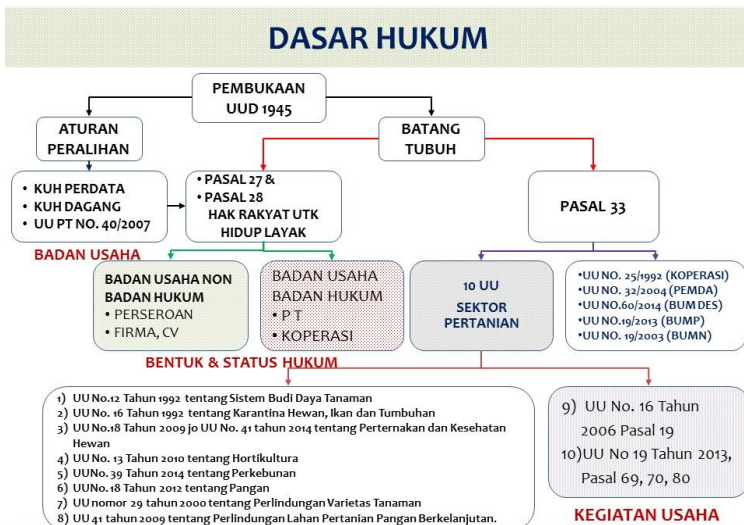 DASAR HUKUM
PEMBUKAAN
UUD 1945
ATURAN
PERALIHAN
BATANG
TUBUH
• KUH PERDATA
• KUH DAGANG
• UU PT NO. 40/2007
• PASAL 27 &
• PASAL 28
HAK RAKYAT UTK
HIDUP LAYAK
PASAL 33
BADAN USAHA
BADAN USAHA NON
BADAN HUKUM
• PERSEROAN
• FIRMA, CV
BADAN USAHA
BADAN HUKUM
• P T
• KOPERASI
10 UU
SEKTOR
PERTANIAN
•UU NO. 25/1992 (KOPERASI)
•UU NO. 32/2004 (PEMDA)
•UU NO.60/2014 (BUM DES)
•UU NO.19/2013 (BUMP)
•UU NO. 19/2003 (BUMN)
BENTUK & STATUS HUKUM
1) UU No.12 Tahun 1992 tentang Sistem Budi Daya Tanaman
2) UU No. 16 Tahun 1992 tentang Karantina Hewan, Ikan dan Tumbuhan
3) UU No.18 Tahun 2009 jo UU No. 41 tahun 2014 tentang Perternakan dan Kesehatan
Hewan
4) UU No. 13 Tahun 2010 tentang Hortikultura
5) UUNo. 39 Tahun 2014 tentang Perkebunan
6) UUNo.18 Tahun 2012 tentang Pangan
7) UU nomor 29 tahun 2000 tentang Perlindungan Varietas Tanaman
8) UU 41 tahun 2009 tentang Perlindungan Lahan Pertanian Pangan Berkelanjutan.
9) UU No. 16 Tahun
2006 Pasal 19
10)UU No 19 Tahun 2013,
Pasal 69, 70, 80
KEGIATAN USAHA